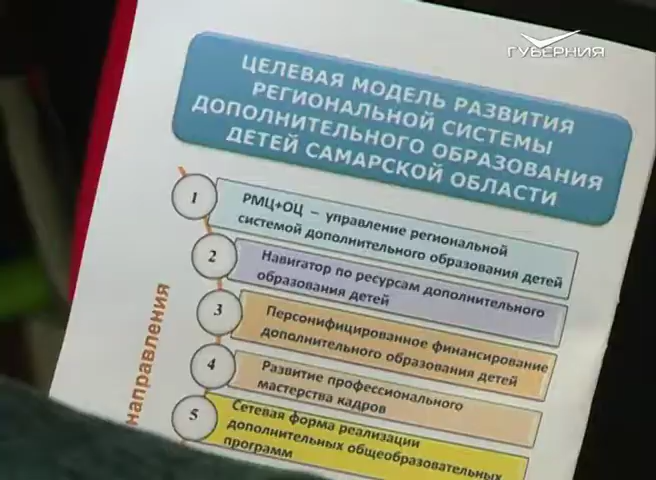 ГУБЕРНИЯ
ЦЕЛЕВАЯ МОДЕЛЬ РАЗВИТИЯ
РЕГИОНАЛЬНОЙ СИСТЕМЫ
ДОПОЛНИТЕЛЬНОГО ОБРАЗОВАНИЯ
ДЕТЕЙ САМАРСКОЙ ОБЛАСТИ
1
РМЦ+ОЦ – управление региональной
системой дополнительного образования детей
2
Навигатор по ресурсам дополнительного
образования детей
3
Персонифицированное финансирование
дополнительного образования детей
4
Развитие профессионального
мастерства кадров
5
Сетевая форма реализации
дополнительных общеобразовательных
программ
направления